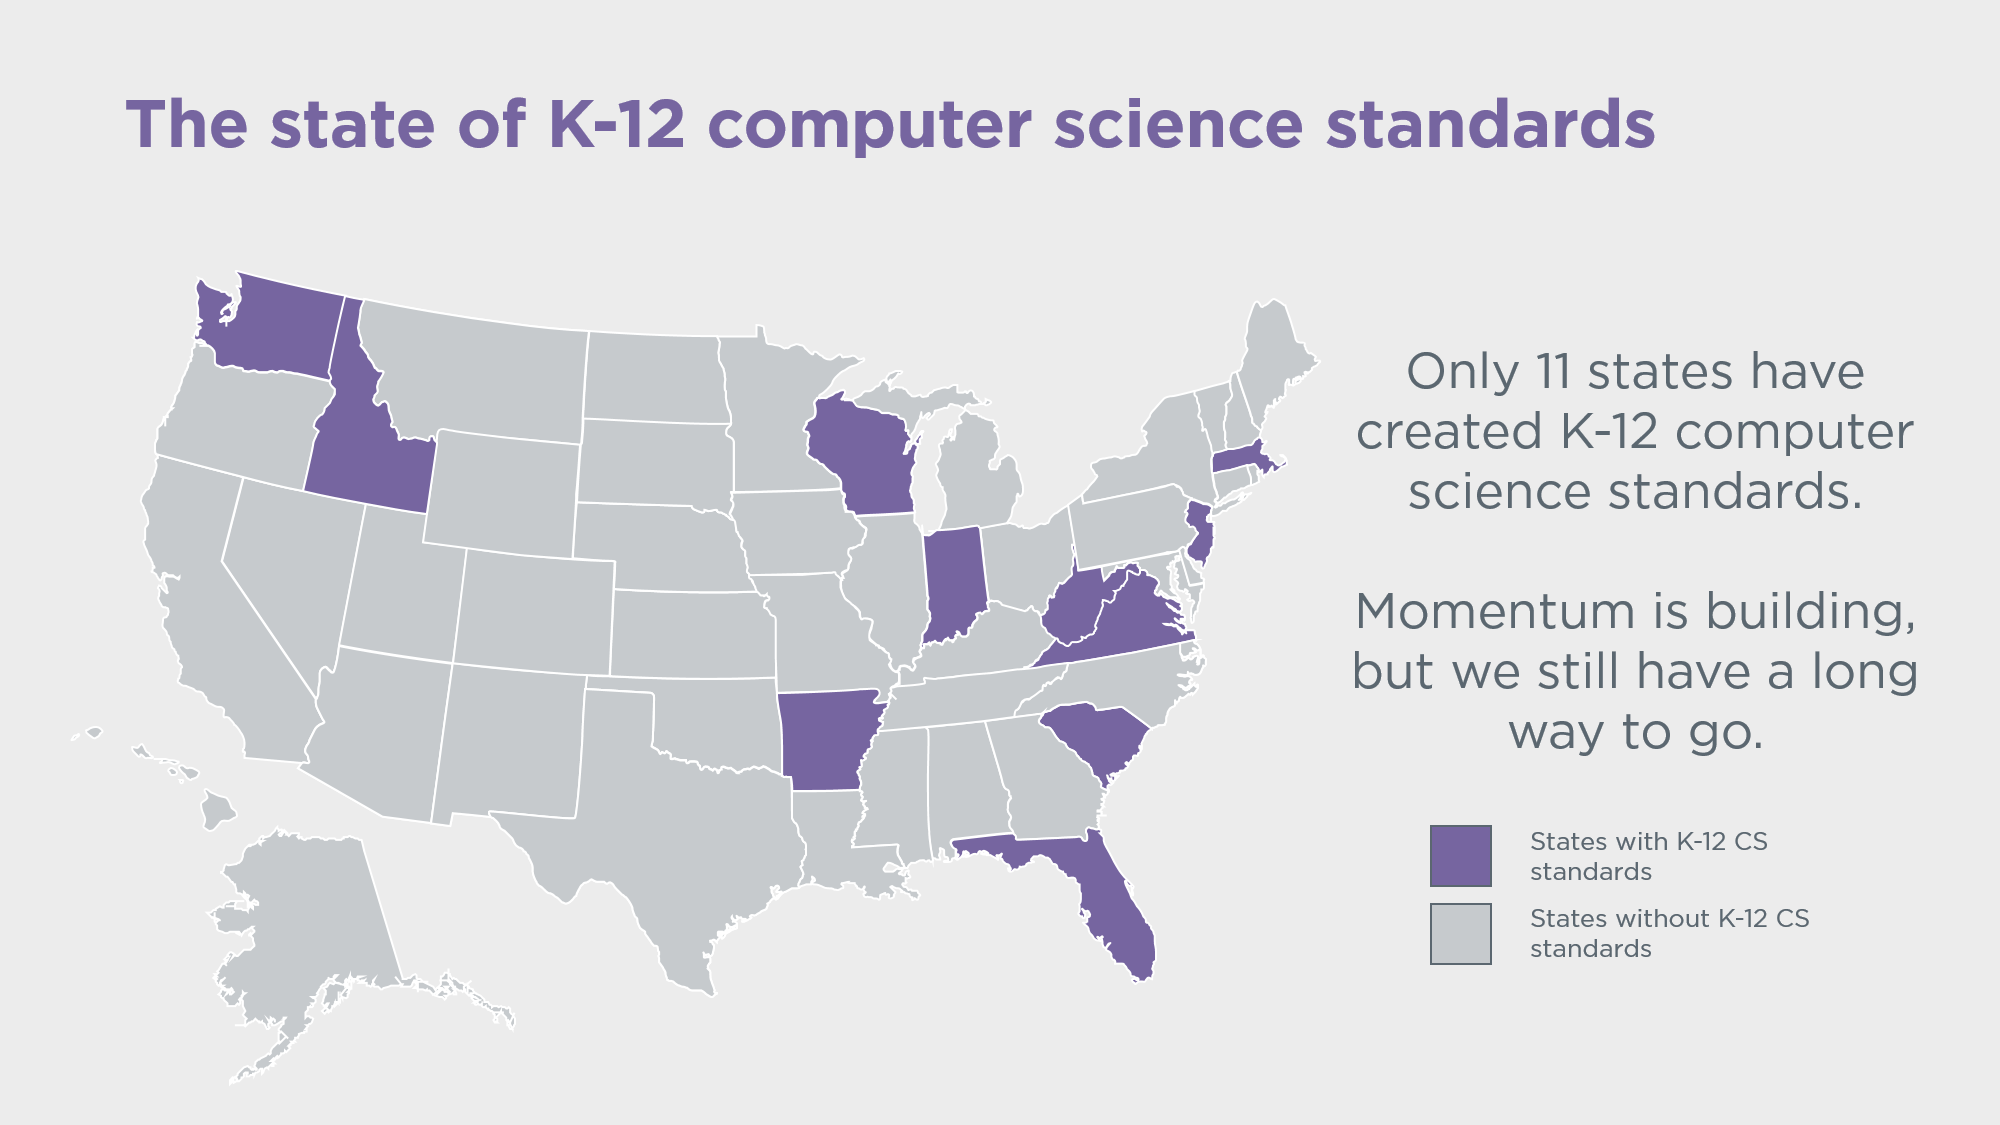 The state of K-12 computer science standards
Only 11 states have
created K-12 computer
science standards.
Momentum is building,
but we still have a long
way to go.
States with K-12 CS
standards
States without K-12 CS
standards